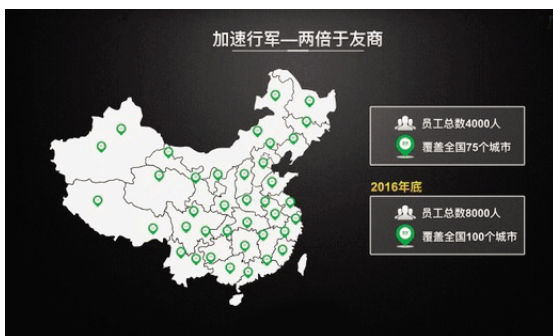 加速行军—两倍于友商
员工总数4000人
覆盖全国75个城市
2016年底
员工总数8000人
覆盖全国100个城市